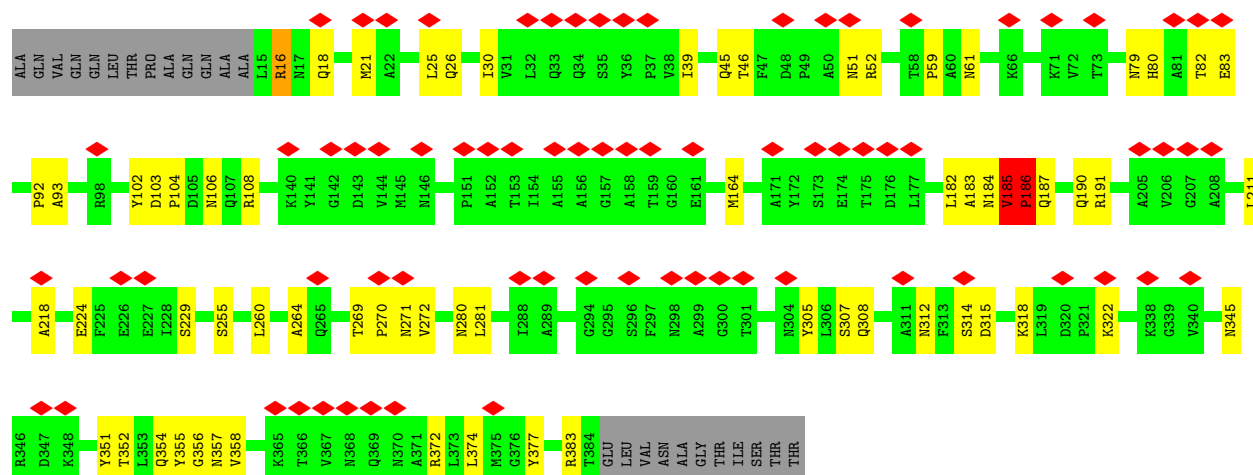 ALA GLN VAL GLN GLN LEU THR PRO ALA GLN GLN ALA ALA L15 R16 N17 Q18 M21 A22 L25 Q26 I30 V31 L32 Q33 Q34 S35 Y36 P37 V38 I39 Q45 T46 F47 D48 P49 A50 N51 R52 T58 P59 A60 N61 K66 K71 V72 T73 N79 H80 A81 T82 E83
P92 A93 R98 Y102 D103 P104 D105 N106 Q107 R108 K140 Y141 G142 D143 V144 M145 N146 P151 A152 T153 I154 A155 A156 G157 A158 T159 G160 E161 M164 A171 Y172 S173 E174 T175 D176 L177 L182 A183 N184 V185 P186 Q187 Q190 R191 A205 V206 G207 A208 L211
A218 E224 F225 E226 E227 I228 S229 S255 L260 A264 Q265 T269 P270 N271 V272 N280 L281 I288 A289 G294 G295 S296 F297 N298 A299 G300 T301 N304 Y305 L306 S307 Q308 A311 N312 F313 S314 D315 K318 L319 D320 P321 K322 K338 G339 V340 N345
R346 D347 K348 Y351 T352 L353 Q354 Y355 G356 N357 V358 K365 T366 V367 N368 Q369 N370 A371 R372 L373 L374 M375 G376 Y377 R383 T384 GLU LEU VAL ASN ALA GLY THR ILE SER THR THR